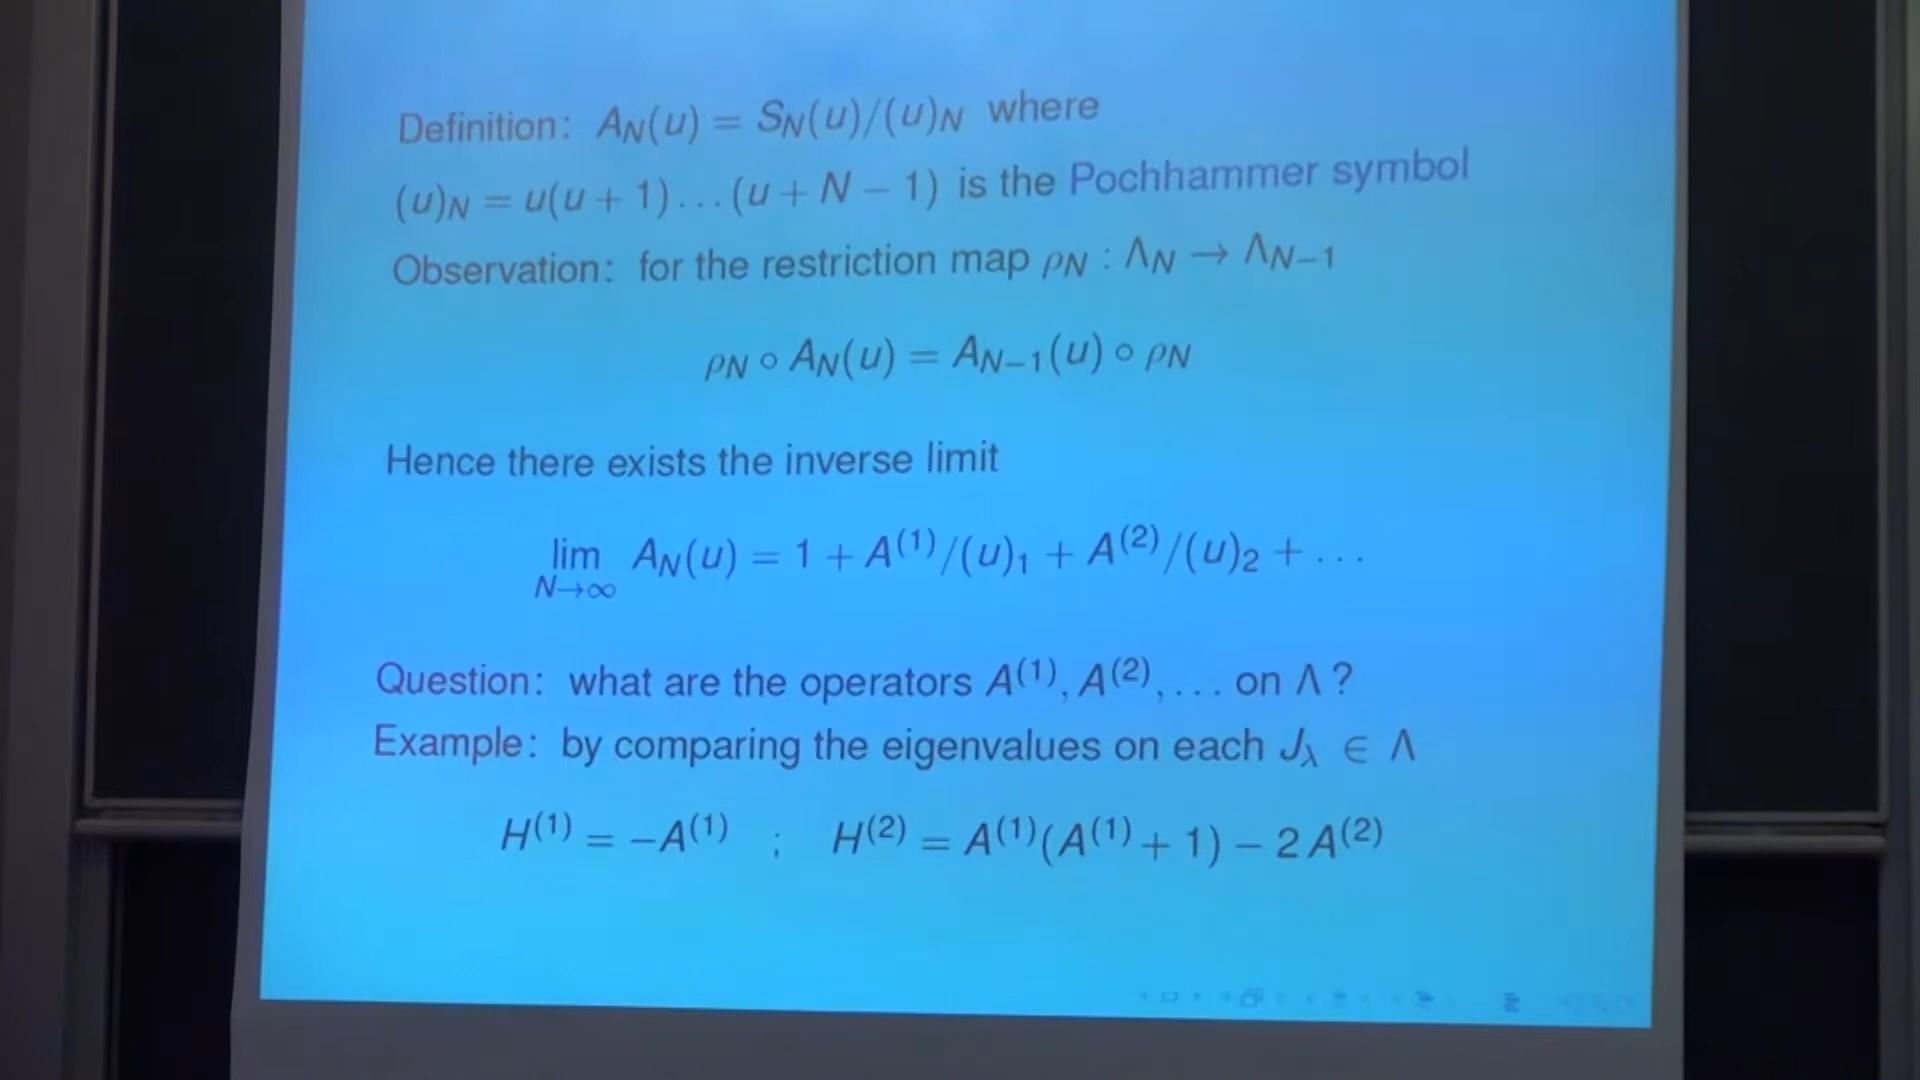 Definition: A_N(u) = S_N(u)/(u)_N where
(u)_N = u(u + 1)...(u + N − 1) is the Pochhammer symbol
Observation: for the restriction map ρ_N : Λ_N → Λ_{N−1}
ρ_N ∘ A_N(u) = A_{N−1}(u) ∘ ρ_N
Hence there exists the inverse limit
lim_{N→∞} A_N(u) = 1 + A^{(1)}/(u)_1 + A^{(2)}/(u)_2 + ...
Question: what are the operators A^{(1)}, A^{(2)}, ... on Λ ?
Example: by comparing the eigenvalues on each J_λ ∈ Λ
H^{(1)} = −A^{(1)} ; H^{(2)} = A^{(1)}(A^{(1)} + 1) − 2 A^{(2)}